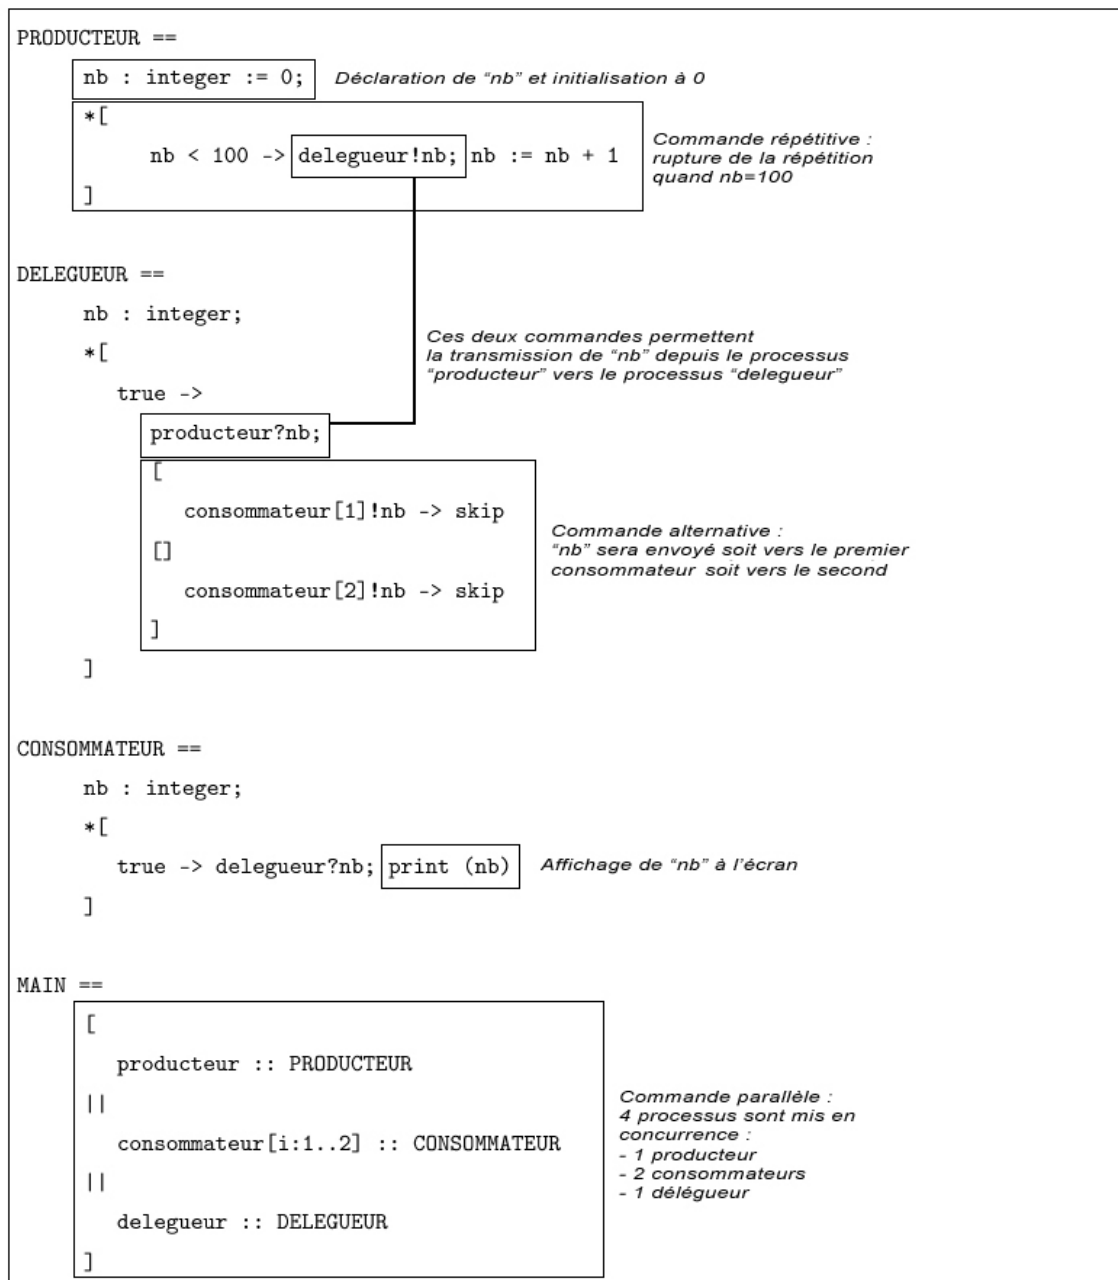 PRODUCTEUR ==
nb : integer := 0;
Déclaration de “nb” et initialisation à 0
*[
nb < 100 -> delegueur!nb; nb := nb + 1
]
Commande répétitive :
rupture de la répétition
quand nb=100
DELEGUEUR ==
nb : integer;
*[
true ->
producteur?nb;
Ces deux commandes permettent
la transmission de “nb” depuis le processus
“producteur” vers le processus “delegueur”
[
consommateur[1]!nb -> skip
[]
consommateur[2]!nb -> skip
]
Commande alternative :
“nb” sera envoyé soit vers le premier
consommateur soit vers le second
]
CONSOMMATEUR ==
nb : integer;
*[
true -> delegueur?nb; print (nb)
Affichage de “nb” à l’écran
]
MAIN ==
[
producteur :: PRODUCTEUR
||
consommateur[i:1..2] :: CONSOMMATEUR
||
delegueur :: DELEGUEUR
]
Commande parallèle :
4 processus sont mis en
concurrence :
- 1 producteur
- 2 consommateurs
- 1 délégueur